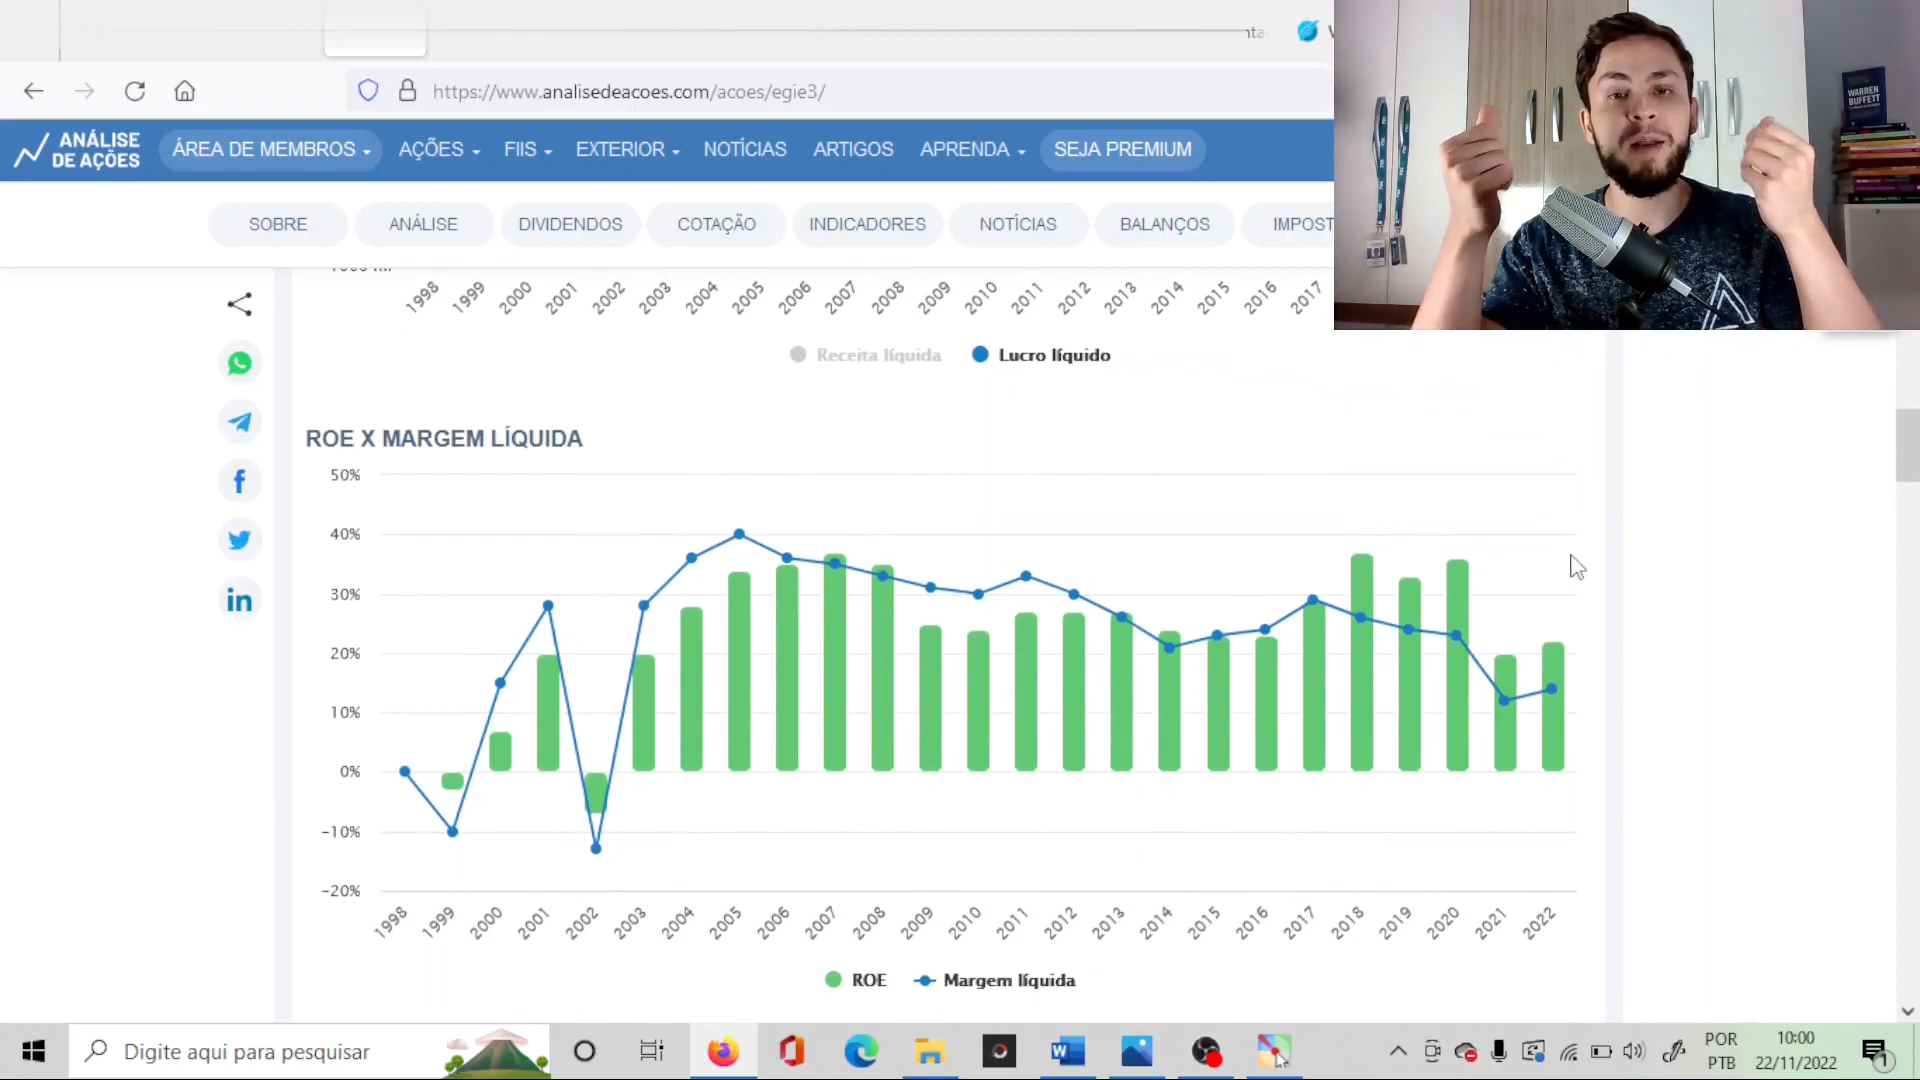 https://www.analisedeacoes.com/acoes/egie3/
ANÁLISE
DE AÇÕES
ÁREA DE MEMBROS
AÇÕES
FIIS
EXTERIOR
NOTÍCIAS
ARTIGOS
APRENDA
SEJA PREMIUM
WARREN
BUFFETT
SOBRE
ANÁLISE
DIVIDENDOS
COTAÇÃO
INDICADORES
NOTÍCIAS
BALANÇOS
IMPOST
1998 1999 2000 2001 2002 2003 2004 2005 2006 2007 2008 2009 2010 2011 2012 2013 2014 2015 2016 2017
Receita líquida Lucro líquido
ROE X MARGEM LÍQUIDA
50%
40%
30%
20%
10%
0%
-10%
-20%
1998 1999 2000 2001 2002 2003 2004 2005 2006 2007 2008 2009 2010 2011 2012 2013 2014 2015 2016 2017 2018 2019 2020 2021 2022
ROE Margem líquida
Digite aqui para pesquisar
POR
PTB
10:00
22/11/2022
1